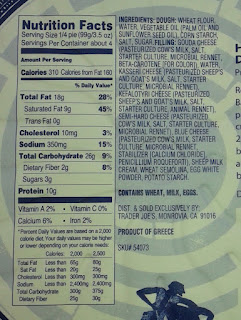 Nutrition Facts
Serving Size 1/4 pie (99g/3.5 oz)
Servings Per Container about 4
Amount Per Serving
Calories 310 Calories from Fat 160
% Daily Value*
Total Fat 18g 28%
Saturated Fat 9g 45%
Trans Fat 0g
Cholesterol 10mg 3%
Sodium 350mg 15%
Total Carbohydrate 26g 9%
Dietary Fiber 2g 8%
Sugars 3g
Protein 10g
Vitamin A 2% • Vitamin C 0%
Calcium 6% • Iron 2%
*Percent Daily Values are based on a 2,000
calorie diet. Your daily values may be higher
or lower depending on your calorie needs:
Calories: 2,000 2,500
Total Fat Less than 65g 80g
Sat Fat Less than 20g 25g
Cholesterol Less than 300mg 300mg
Sodium Less than 2,400mg 2,400mg
Total Carbohydrate 300g 375g
Dietary Fiber 25g 30g
INGREDIENTS: DOUGH: WHEAT FLOUR,
WATER, VEGETABLE OIL (PALM OIL AND
SUNFLOWER SEED OIL), CORN STARCH,
SALT, SUGAR. FILLING: GOUDA CHEESE
(PASTEURIZED COW'S MILK, SALT,
STARTER CULTURE, MICROBIAL RENNET,
BETA-CAROTENE [FOR COLOR]), WATER,
KASSERI CHEESE (PASTEURIZED SHEEP'S
AND GOAT'S MILK, SALT, STARTER
CULTURE, MICROBIAL RENNET),
KEFALOTYRI CHEESE (PASTEURIZED
SHEEP'S AND GOAT'S MILK, SALT,
STARTER CULTURE, ANIMAL RENNET),
SEMI-HARD CHEESE (PASTEURIZED
COW'S MILK, SALT, STARTER CULTURE,
MICROBIAL RENNET), BLUE CHEESE
(PASTEURIZED COW'S MILK, SALT,
STARTER CULTURE, MICROBIAL RENNET,
STABILIZER [CALCIUM CHLORIDE],
PENICILLIUM ROQUEFORTI), SHEEP MILK
CREAM, WHEAT SEMOLINA, EGG WHITE
POWDER, POTATO STARCH.
CONTAINS WHEAT, MILK, EGGS.
DIST. & SOLD EXCLUSIVELY BY:
TRADER JOE'S, MONROVIA, CA 91016
PRODUCT OF GREECE
SKU# 54073